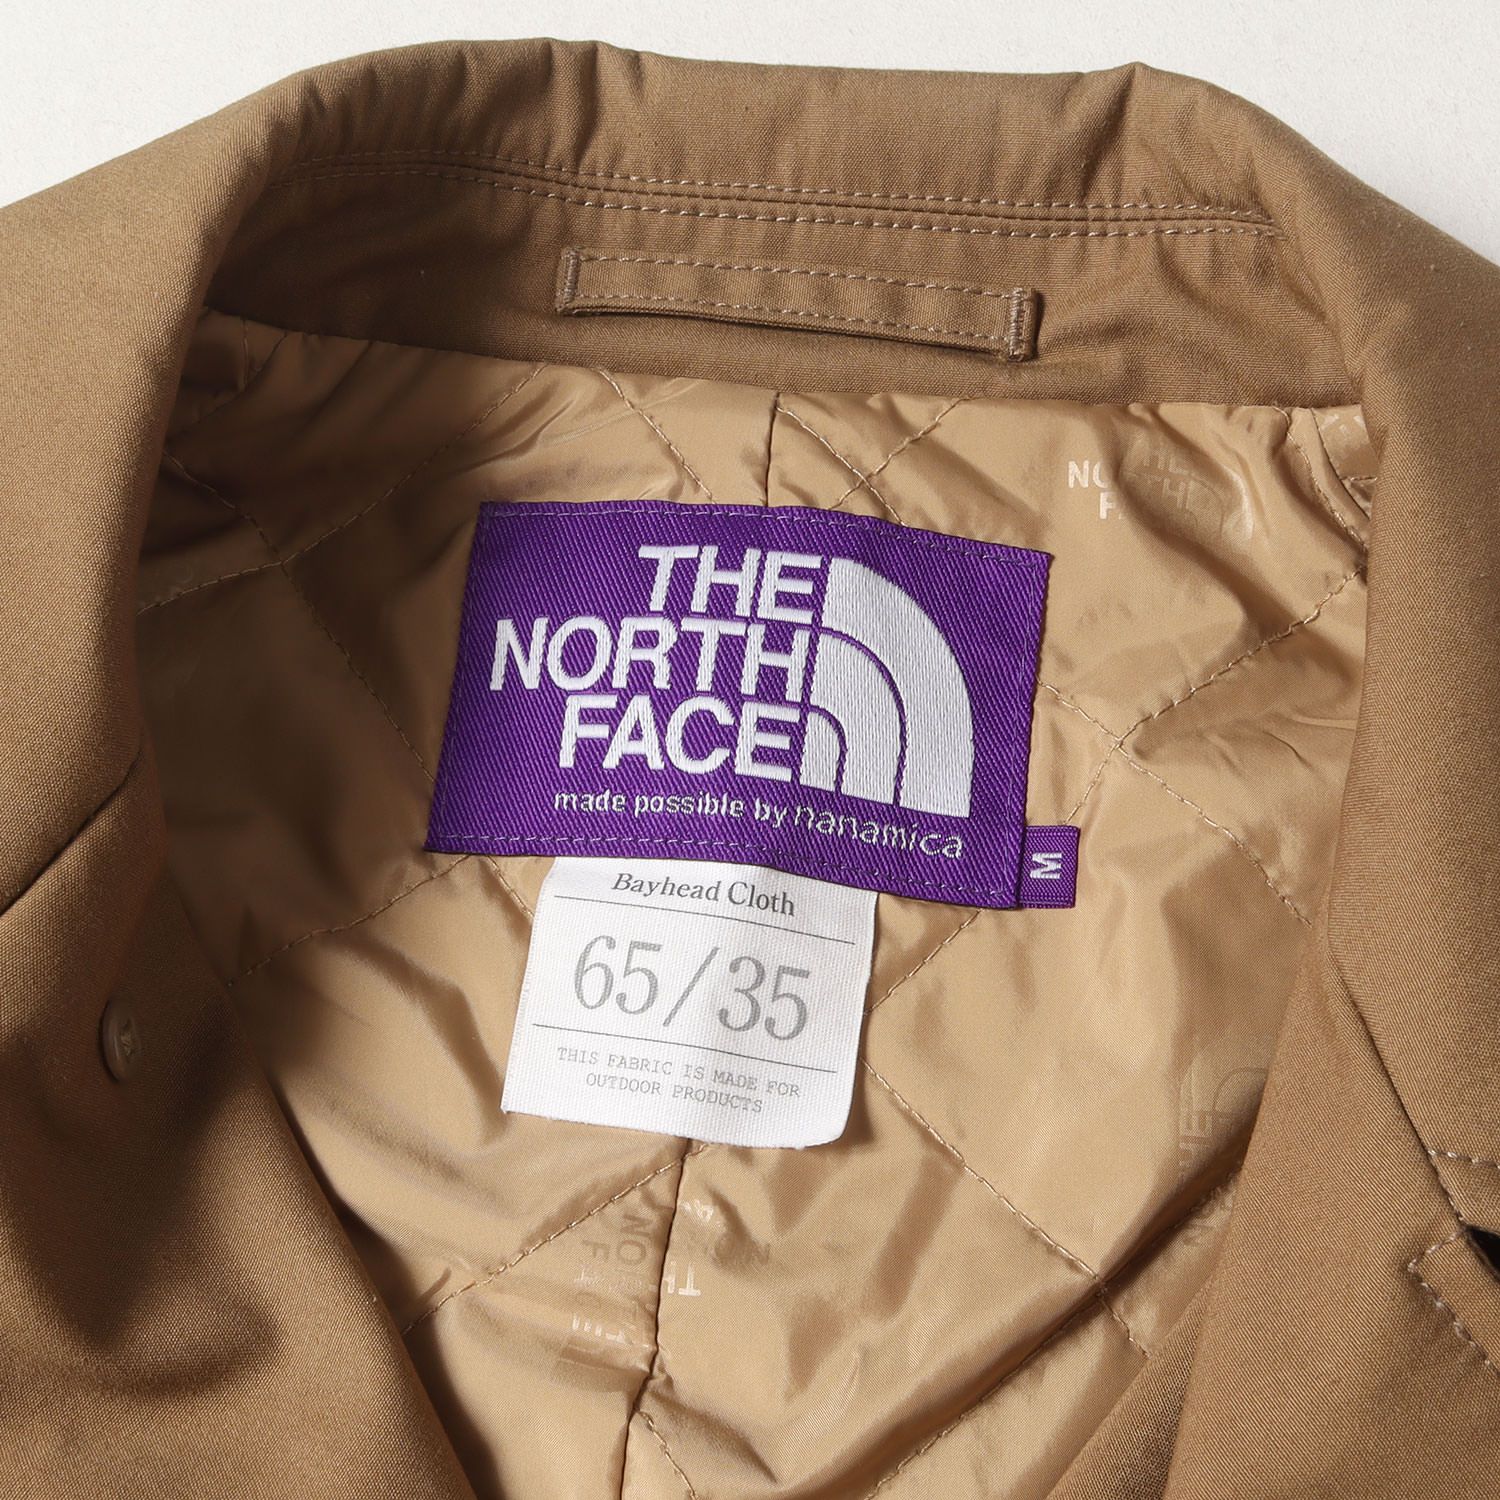 THE
NORTH
FACE
made possible by nanamica
M
Bayhead Cloth
65/35
THIS FABRIC IS MADE FOR
OUTDOOR PRODUCTS